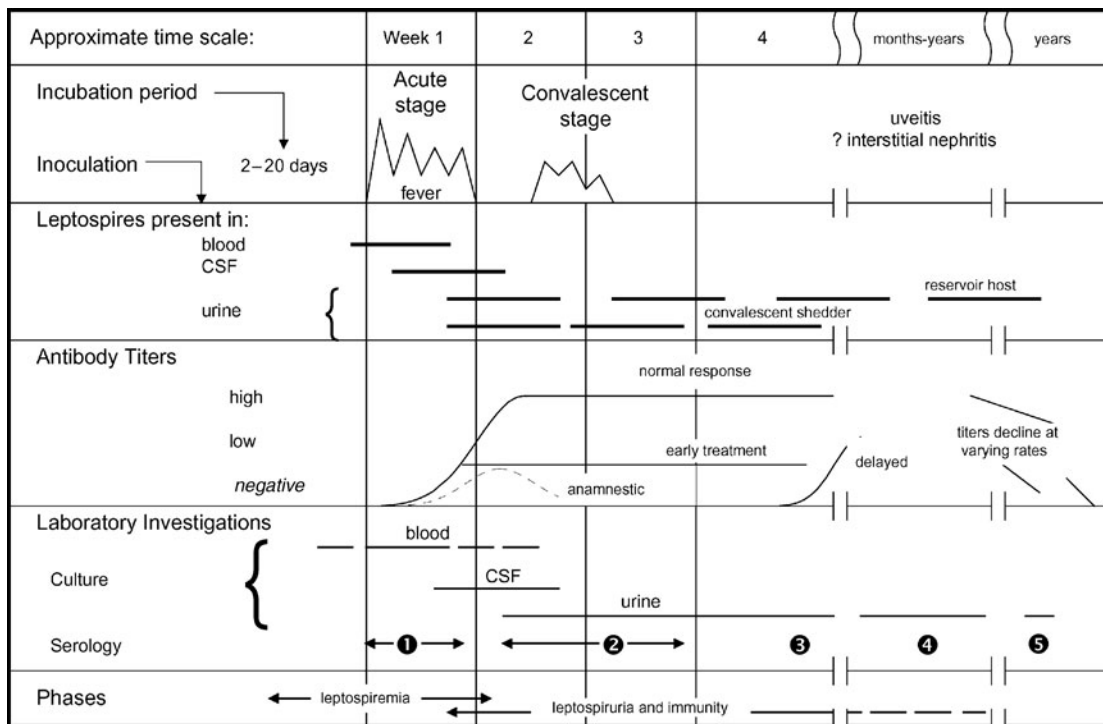 Approximate time scale: Week 1 2 3 4 months-years years
Incubation period
Inoculation
2–20 days
Acute
stage
fever
Convalescent
stage
uveitis
? interstitial nephritis
Leptospires present in:
blood
CSF
urine
reservoir host
convalescent shedder
Antibody Titers
high
low
negative
normal response
early treatment
anamnestic
delayed
titers decline at
varying rates
Laboratory Investigations
Culture
blood
CSF
urine
Serology ❶ ❷ ❸ ❹ ❺
Phases
leptospiremia
leptospiruria and immunity